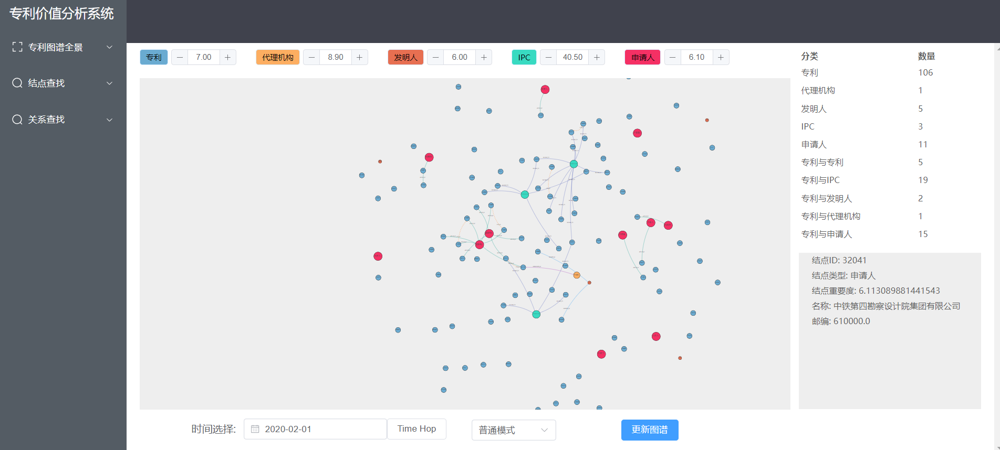 专利价值分析系统
专利图谱全景
结点查找
关系查找
专利 7.00 代理机构 8.90 发明人 6.00 IPC 40.50 申请人 6.10
分类 数量
专利 106
代理机构 1
发明人 5
IPC 3
申请人 11
专利与专利 5
专利与IPC 19
专利与发明人 2
专利与代理机构 1
专利与申请人 15
结点ID: 32041
结点类型: 申请人
结点重要度: 6.113089881441543
名称: 中铁第四勘察设计院集团有限公司
邮编: 610000.0
时间选择: 2020-02-01 Time Hop 普通模式 更新图谱